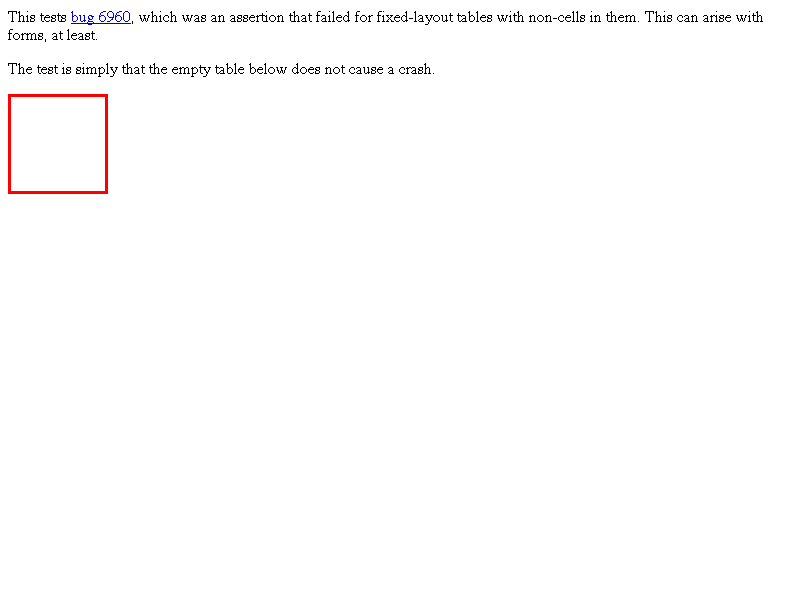 This tests bug 6960, which was an assertion that failed for fixed-layout tables with non-cells in them. This can arise with
forms, at least.
The test is simply that the empty table below does not cause a crash.